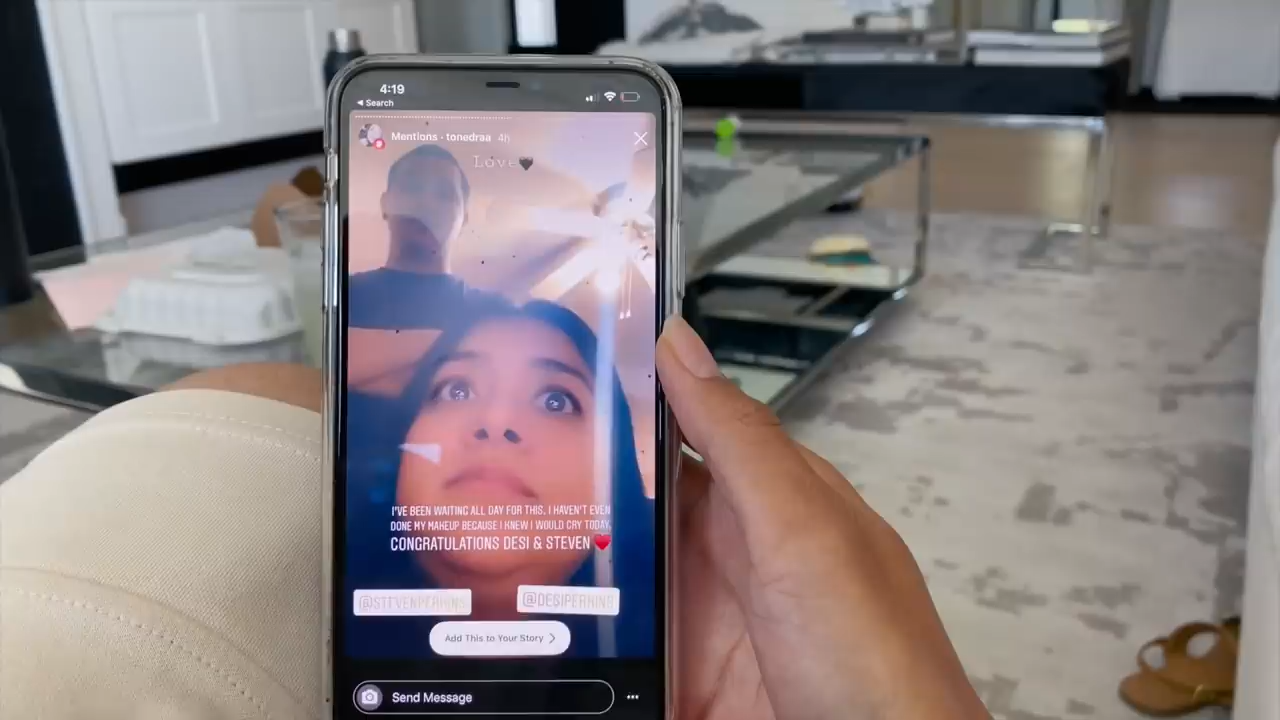 4:19
Search
Mentions · tonedraa 4h
Love
I'VE BEEN WAITING ALL DAY FOR THIS. I HAVEN'T EVEN
DONE MY MAKEUP BECAUSE I KNEW I WOULD CRY TODAY,
CONGRATULATIONS DESI & STEVEN ❤️
@STEVENPERKINS @DESIPERKINS
Add This to Your Story
Send Message